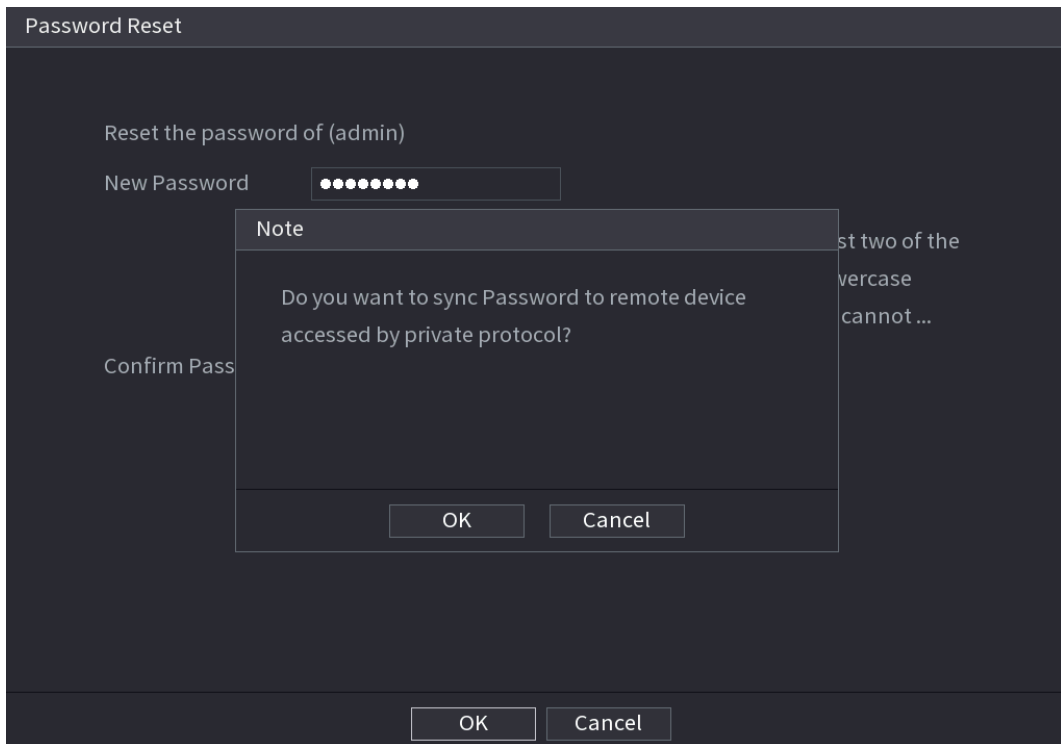 Password Reset
Reset the password of (admin)
New Password
Note
st two of the
Do you want to sync Password to remote device
accessed by private protocol?
cannot ...
Confirm Pass
OK Cancel
OK Cancel